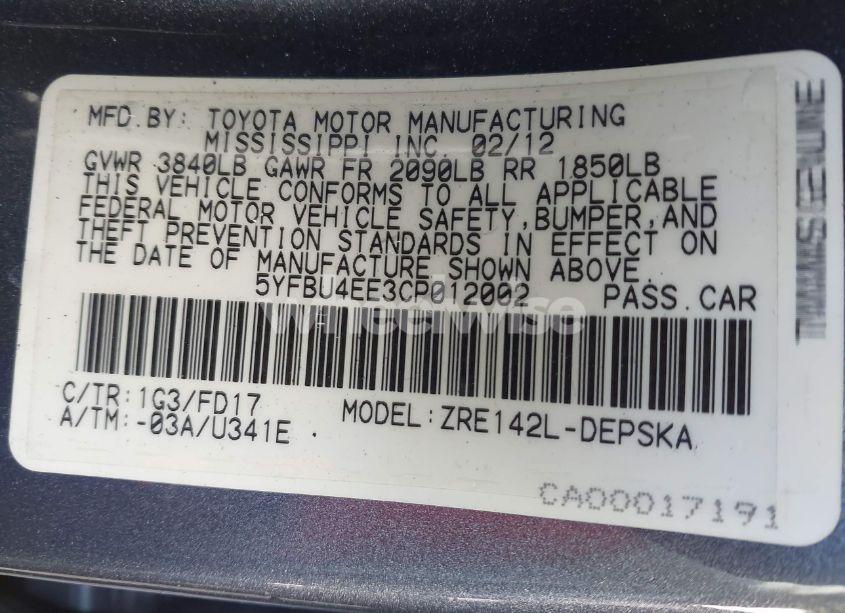 MFD.BY: TOYOTA MOTOR MANUFACTURING
MISSISSIPPI INC. 02/12
GVWR 3840LB GAWR FR 2090LB RR 1850LB
THIS VEHICLE CONFORMS TO ALL APPLICABLE
FEDERAL MOTOR VEHICLE SAFETY,BUMPER,AND
THEFT PREVENTION STANDARDS IN EFFECT ON
THE DATE OF MANUFACTURE SHOWN ABOVE.
5YFBU4EE3CP012002 PASS.CAR
wheelwise
C/TR:1G3/FD17
A/TM:-03A/U341E
MODEL:ZRE142L-DEPSKA
CA00017191